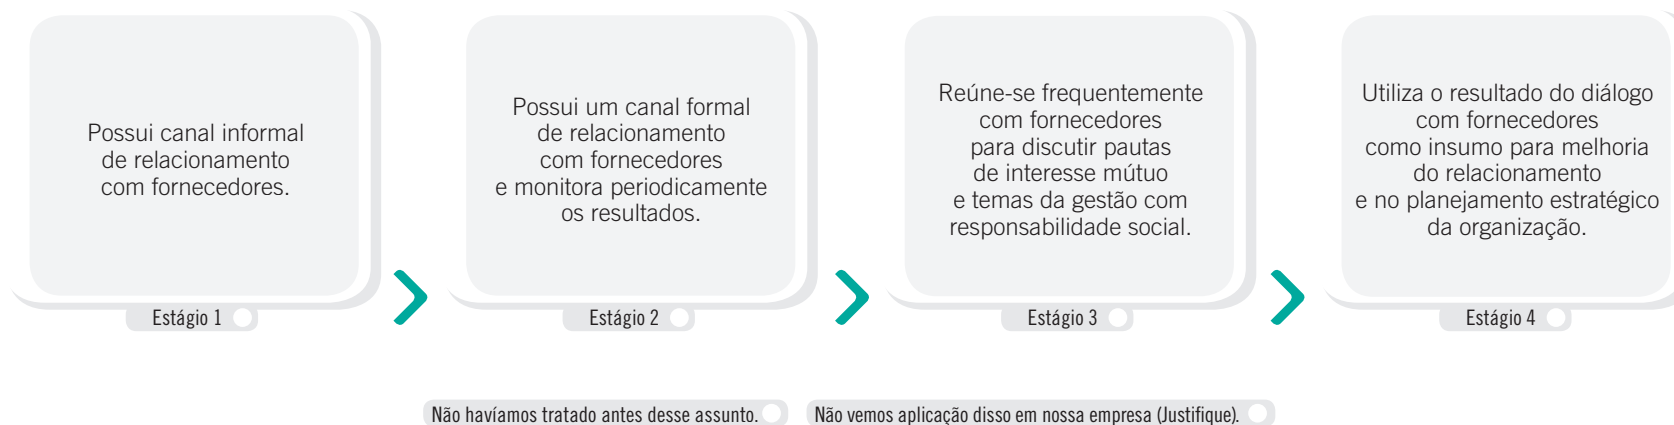 Possui canal informal
de relacionamento
com fornecedores.
Estágio 1
Possui um canal formal
de relacionamento
com fornecedores
e monitora periodicamente
os resultados.
Estágio 2
Reúne-se frequentemente
com fornecedores
para discutir pautas
de interesse mútuo
e temas da gestão com
responsabilidade social.
Estágio 3
Utiliza o resultado do diálogo
com fornecedores
como insumo para melhoria
do relacionamento
e no planejamento estratégico
da organização.
Estágio 4
Não havíamos tratado antes desse assunto.
Não vemos aplicação disso em nossa empresa (Justifique).